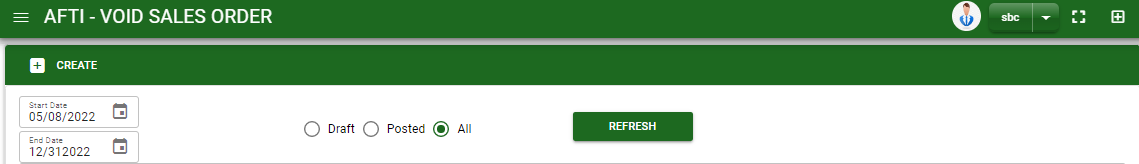 AFTI - VOID SALES ORDER
sbc
CREATE
Start Date
05/08/2022
End Date
12/312022
Draft
Posted
All
REFRESH